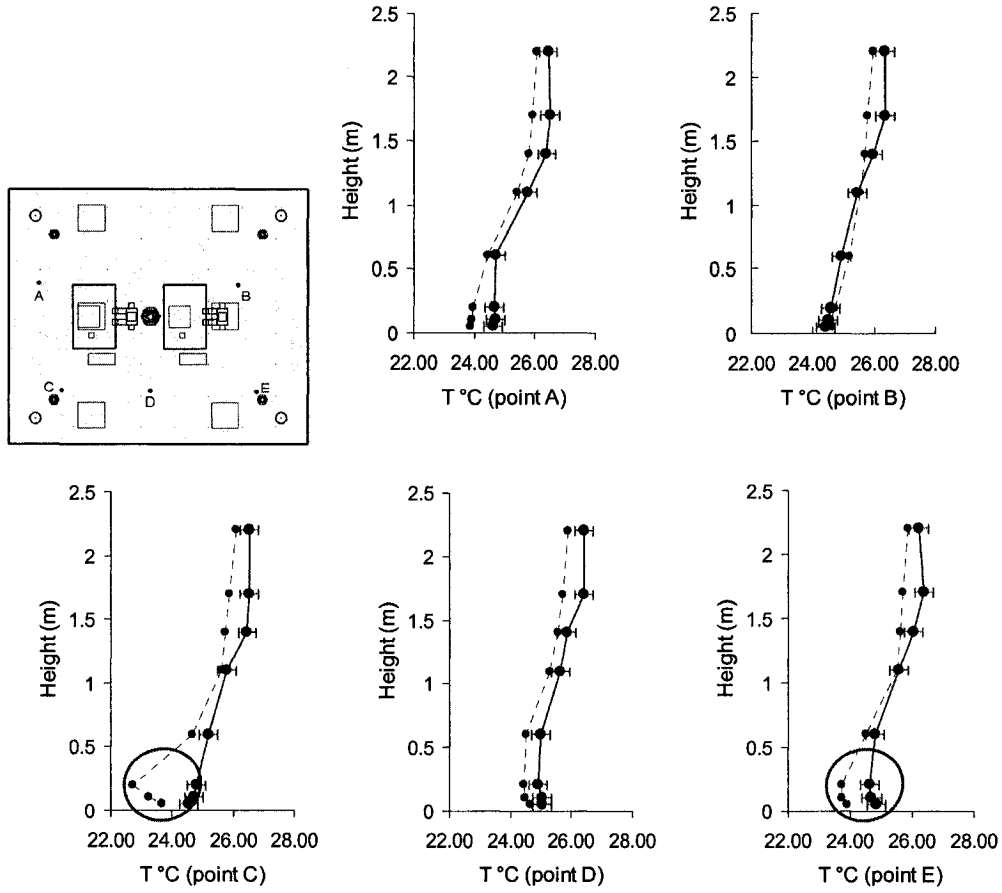 2.5
2
1.5
1
0.5
0
22.00 24.00 26.00 28.00
Height (m)
T °C (point A)
2.5
2
1.5
1
0.5
0
22.00 24.00 26.00 28.00
Height (m)
T °C (point B)
A
B
C
D
E
2.5
2
1.5
1
0.5
0
22.00 24.00 26.00 28.00
Height (m)
T °C (point C)
2.5
2
1.5
1
0.5
0
22.00 24.00 26.00 28.00
Height (m)
T °C (point D)
2.5
2
1.5
1
0.5
0
22.00 24.00 26.00 28.00
Height (m)
T °C (point E)